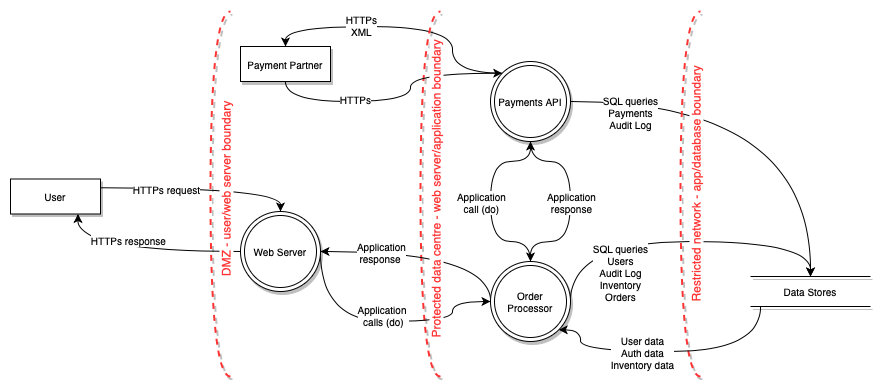 HTTPs
XML
Payment Partner
HTTPs
Payments API
SQL queries
Payments
Audit Log
User
HTTPs request
HTTPs response
DMZ - user/web server boundary
Web Server
Application
response
Application
calls (do)
Protected data centre - web server/application boundary
Application
call (do)
Application
response
Order
Processor
SQL queries
Users
Audit Log
Inventory
Orders
Restricted network - app/database boundary
Data Stores
User data
Auth data
Inventory data